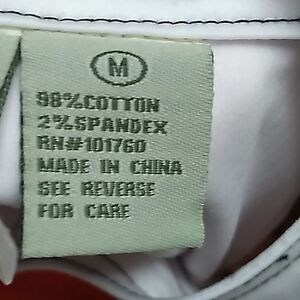 M
98%COTTON
2%SPANDEX
RN#101760
MADE IN CHINA
SEE REVERSE
FOR CARE